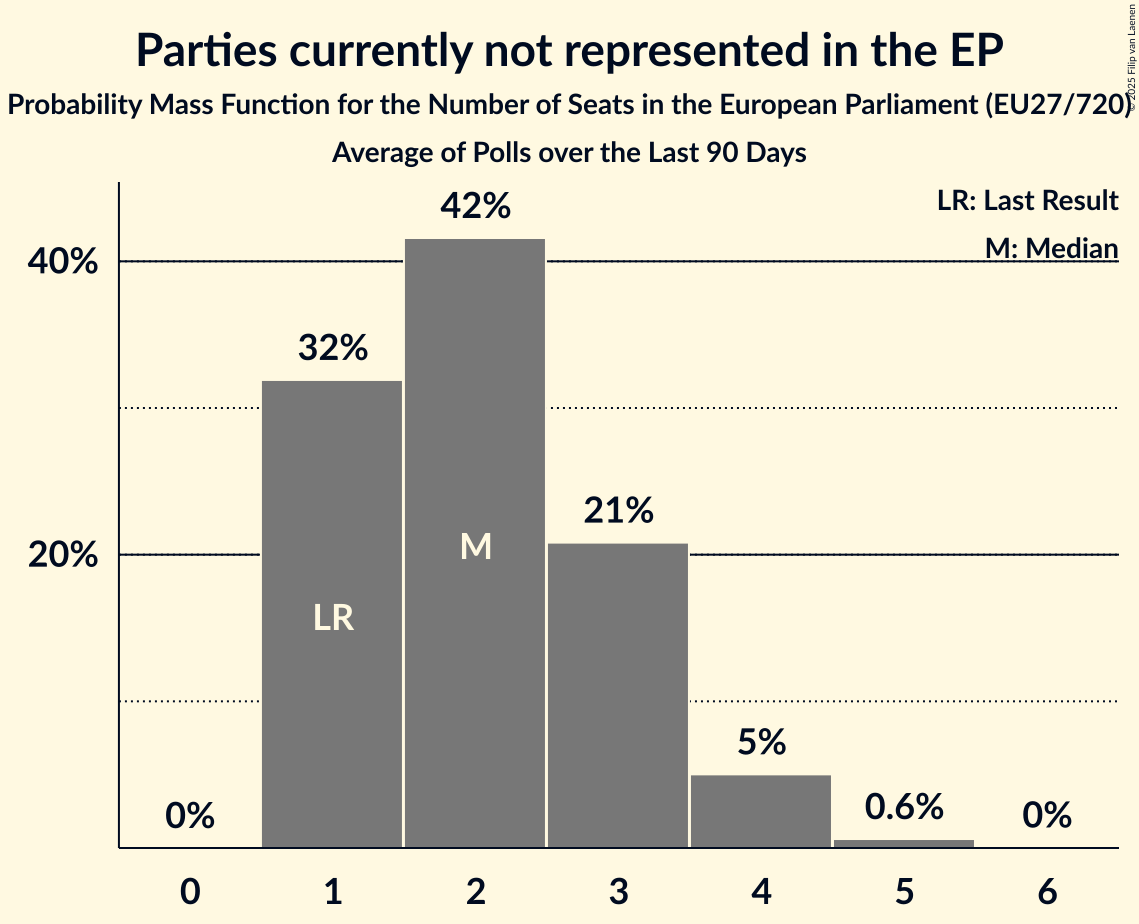 Parties currently not represented in the EP
Probability Mass Function for the Number of Seats in the European Parliament (EU27/720)
Average of Polls over the Last 90 Days
© 2025 Filip van Laenen
LR: Last Result
M: Median
42%
40%
32%
21%
20%
M
LR
5%
0.6%
0%
0%
0 1 2 3 4 5 6